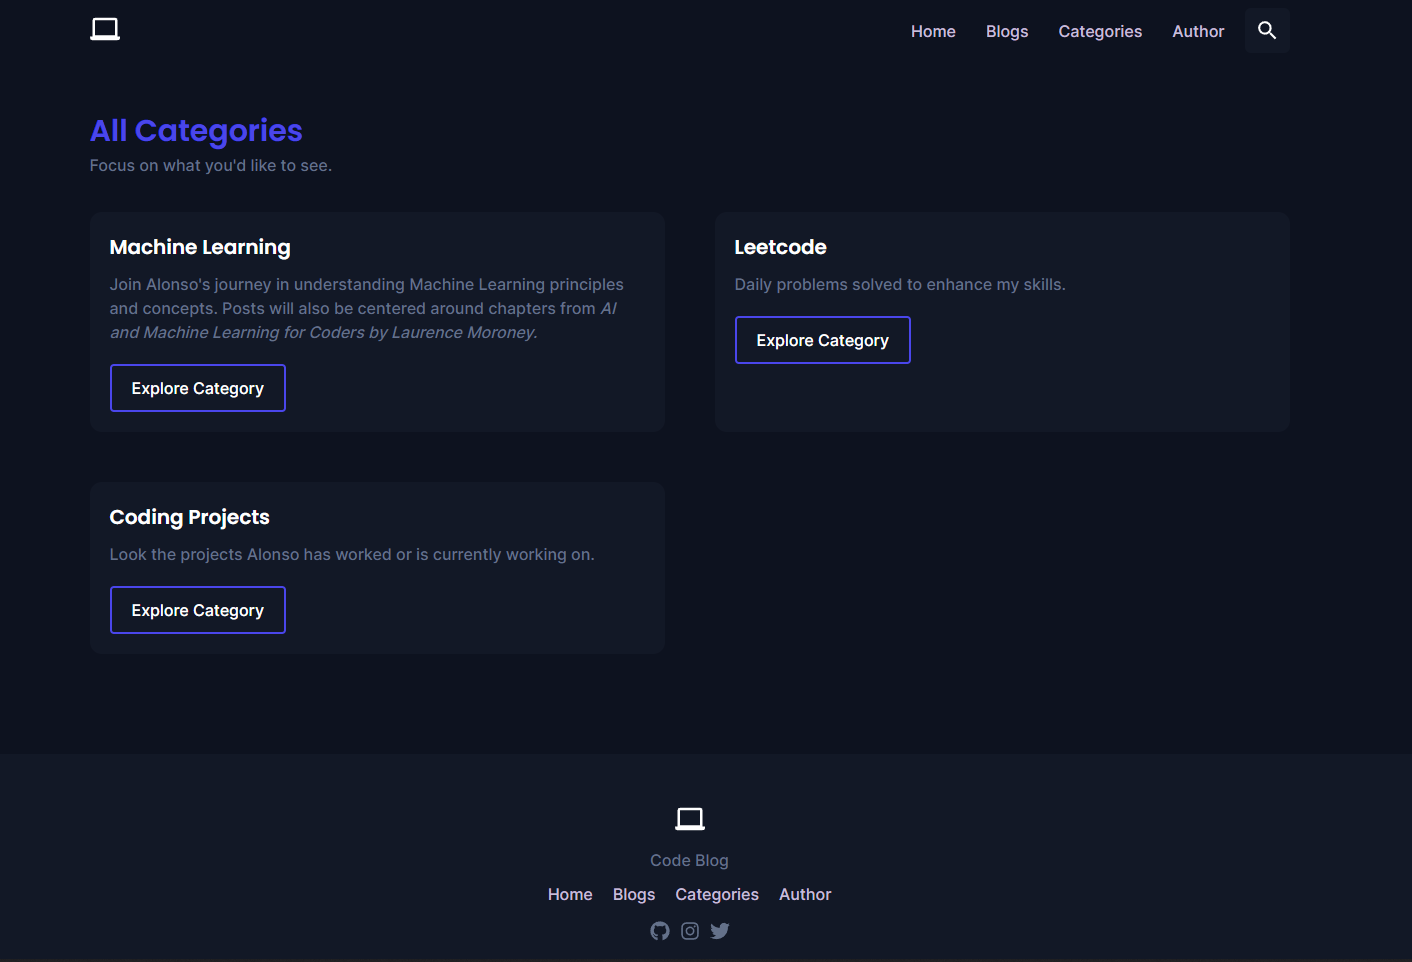 Home Blogs Categories Author
All Categories
Focus on what you'd like to see.
Machine Learning
Join Alonso's journey in understanding Machine Learning principles
and concepts. Posts will also be centered around chapters from AI
and Machine Learning for Coders by Laurence Moroney.
Explore Category
Leetcode
Daily problems solved to enhance my skills.
Explore Category
Coding Projects
Look the projects Alonso has worked or is currently working on.
Explore Category
Code Blog
Home Blogs Categories Author